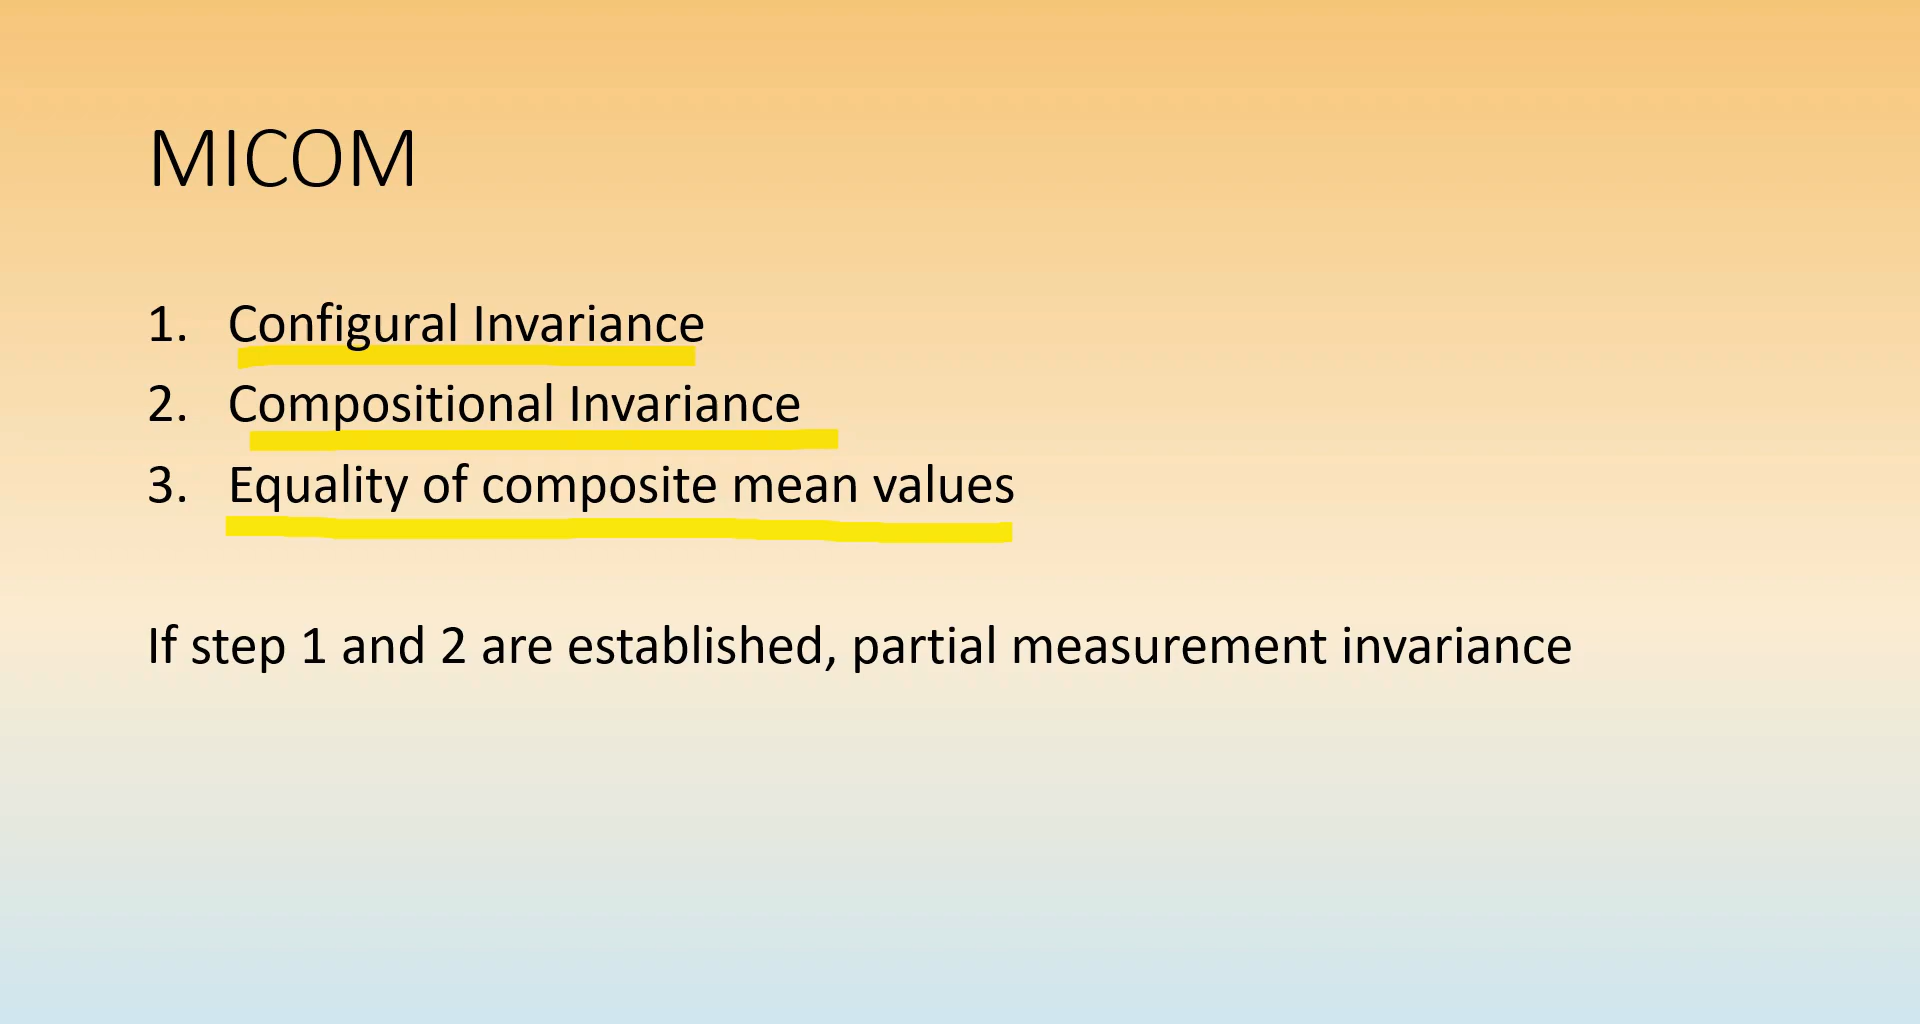 MICOM
1. Configural Invariance
2. Compositional Invariance
3. Equality of composite mean values
If step 1 and 2 are established, partial measurement invariance